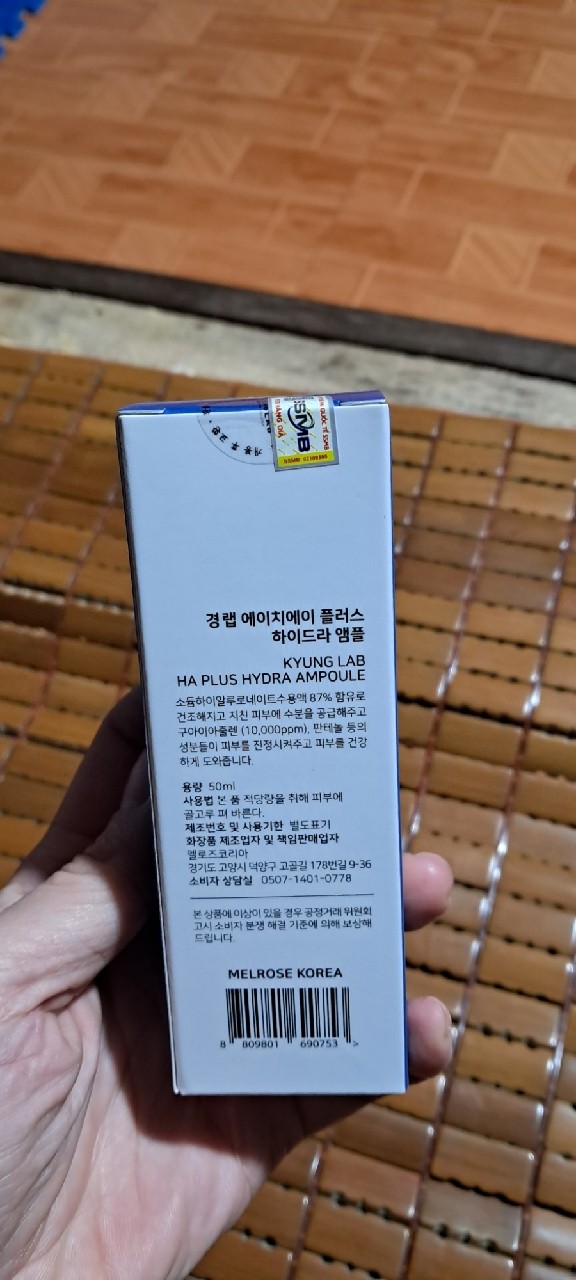 SSMB
QUỐC TẾ SSMB
경랩 에이치에이 플러스
하이드라 앰플
KYUNG LAB
HA PLUS HYDRA AMPOULE
소듐하이알루로네이트수용액 87% 함유로
건조해지고 지친 피부에 수분을 공급해주고
구아이아줄렌 (10,000ppm), 판테놀 등의
성분들이 피부를 진정시켜주고 피부를 건강
하게 도와줍니다.
용량 50ml
사용법 본 품 적당량을 취해 피부에
골고루 펴 바른다.
제조번호 및 사용기한 별도표기
화장품 제조업자 및 책임판매업자
멜로즈코리아
경기도 고양시 덕양구 고골길 178번길 9-36
소비자 상담실 0507-1401-0778
본 상품에 이상이 있을 경우 공정거래 위원회
고시 소비자 분쟁 해결 기준에 의해 보상해
드립니다.
MELROSE KOREA
8 809801 690753 >